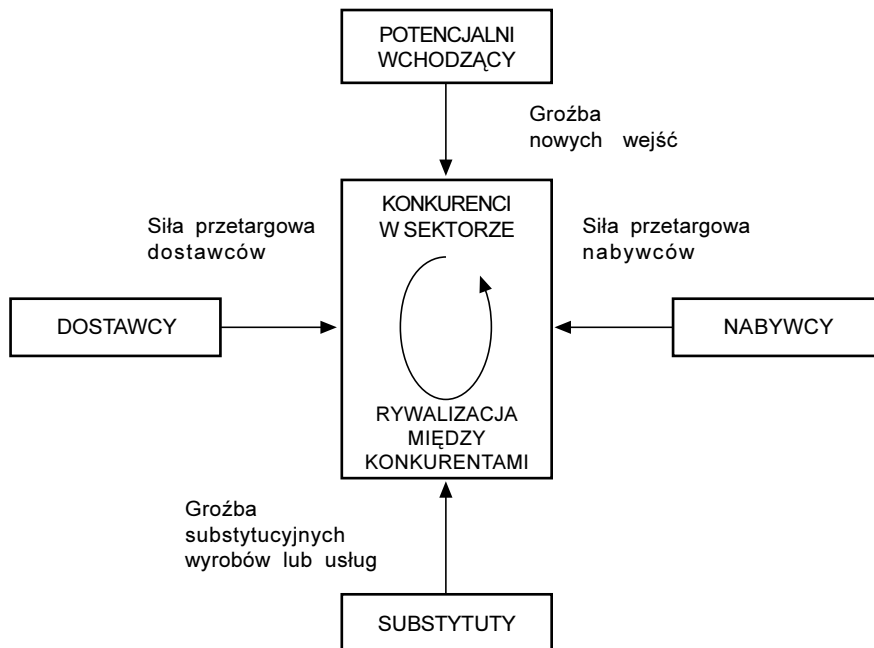 POTENCJALNI
WCHODZĄCY
Groźba
nowych wejść
KONKURENCI
W SEKTORZE
Siła przetargowa
dostawców
Siła przetargowa
nabywców
DOSTAWCY
NABYWCY
RYWALIZACJA
MIĘDZY
KONKURENTAMI
Groźba
substytucyjnych
wyrobów lub usług
SUBSTYTUTY